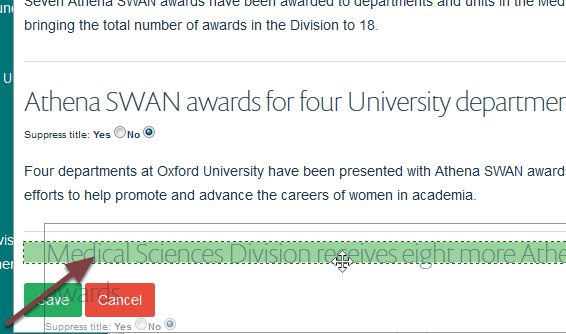 Seven Athena SWAN awards have been awarded to departments and units in the Med
bringing the total number of awards in the Division to 18.
Athena SWAN awards for four University departmen
Suppress title: Yes No
Four departments at Oxford University have been presented with Athena SWAN award
efforts to help promote and advance the careers of women in academia.
Medical Sciences Division receives eight more Athe
awards
Save Cancel
Suppress title: Yes No